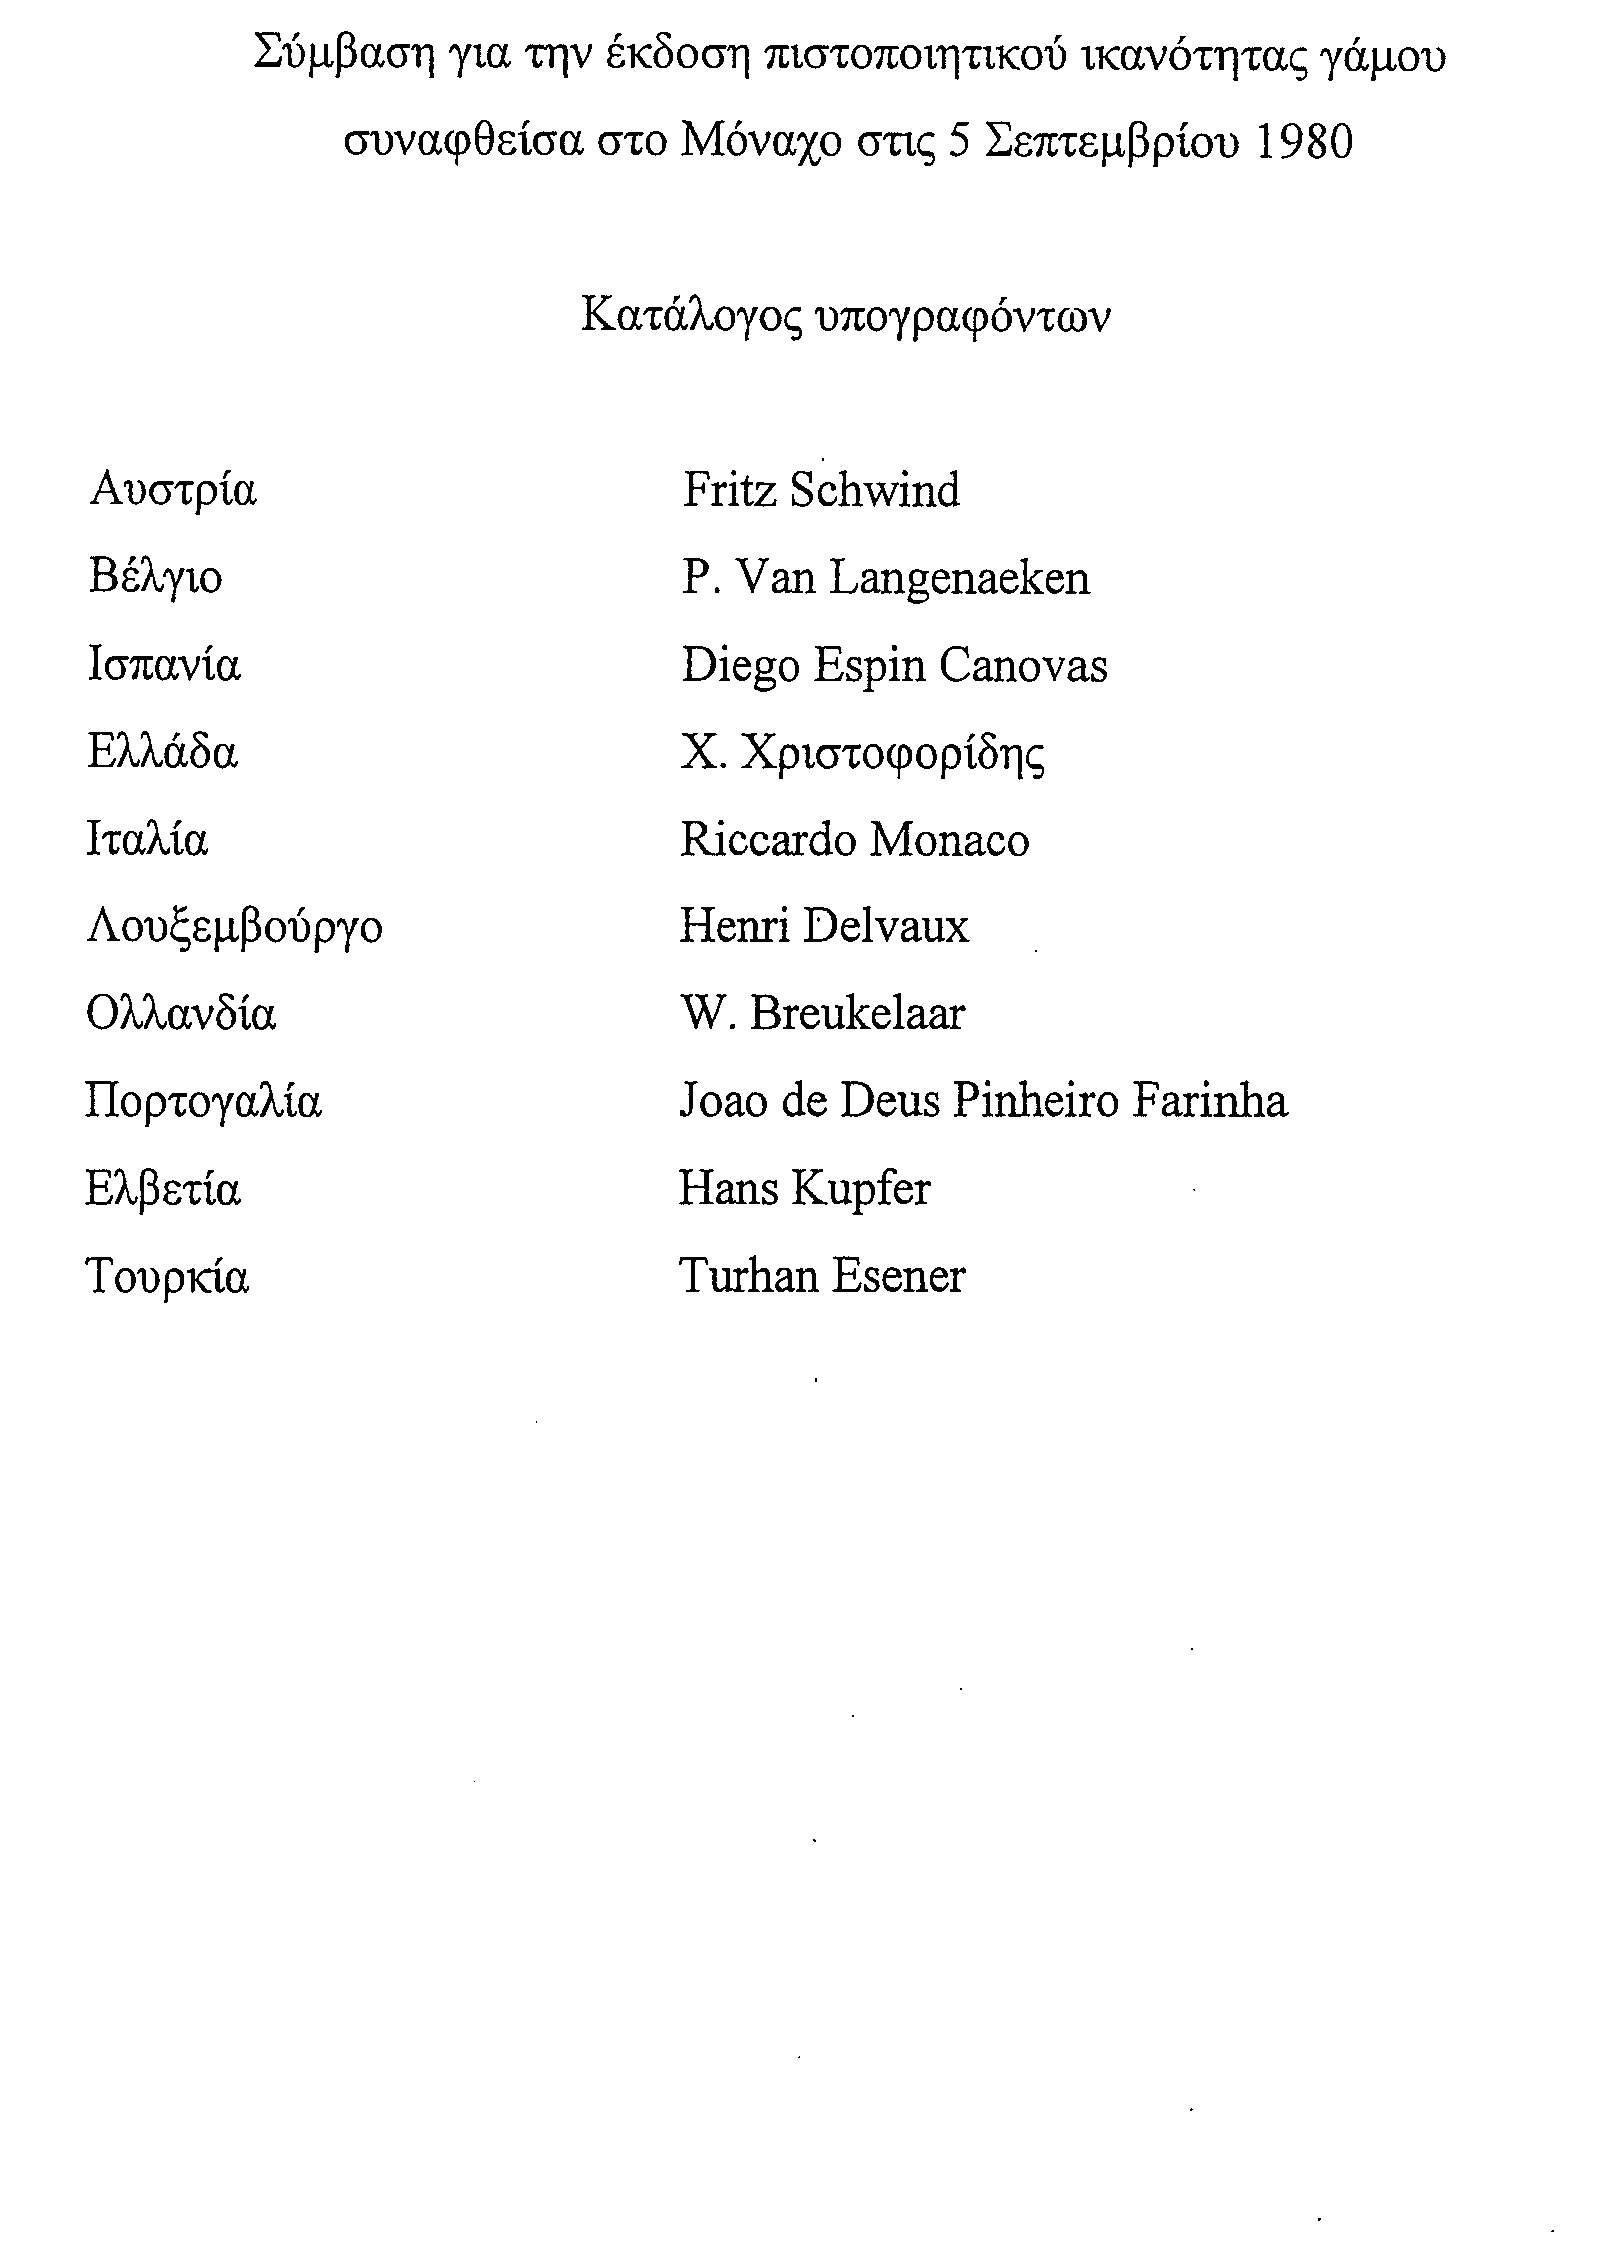 Σύμβαση για την έκδοση πιστοποιητικού ικανότητας γάμου
συναφθείσα στο Μόναχο στις 5 Σεπτεμβρίου 1980
Κατάλογος υπογραφόντων
Αυστρία Fritz Schwind
Βέλγιο P. Van Langenaeken
Ισπανία Diego Espin Canovas
Ελλάδα Χ. Χριστοφορίδης
Ιταλία Riccardo Monaco
Λουξεμβούργο Henri Delvaux
Ολλανδία W. Breukelaar
Πορτογαλία Joao de Deus Pinheiro Farinha
Ελβετία Hans Kupfer
Τουρκία Turhan Esener